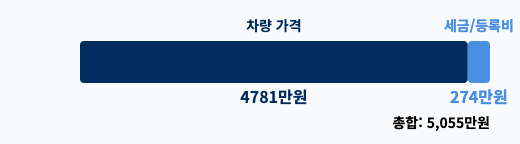 차량 가격 세금/등록비
4781만원 274만원
총합: 5,055만원